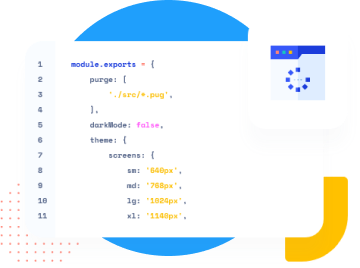 1 module.exports = {
2 purge: [
3 './src/*.pug',
4 ],
5 darkMode: false,
6 theme: {
7 screens: {
8 sm: '640px',
9 md: '768px',
10 lg: '1024px',
11 xl: '1140px',